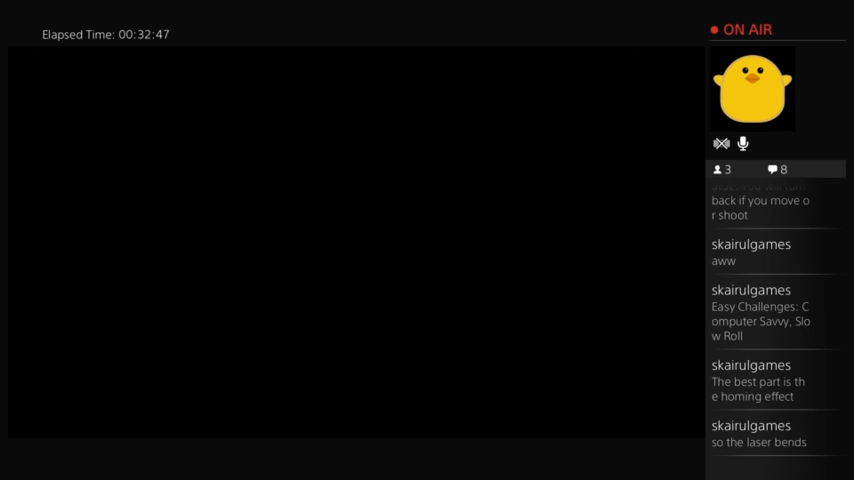 Elapsed Time: 00:32:47
ON AIR
3 8
back if you move o
r shoot
skairulgames
aww
skairulgames
Easy Challenges: C
omputer Savvy, Slo
w Roll
skairulgames
The best part is th
e homing effect
skairulgames
so the laser bends